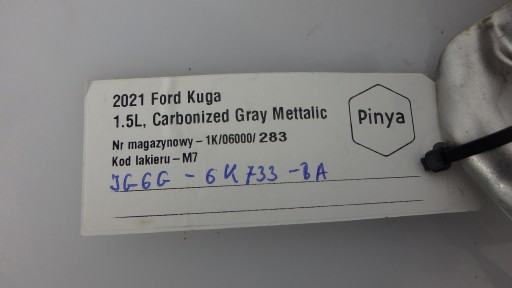 2021 Ford Kuga
1.5L, Carbonized Gray Mettalic
Pinya
Nr magazynowy – 1K/06000/ 283
Kod lakieru – M7
JG6G - 6K733 - BA